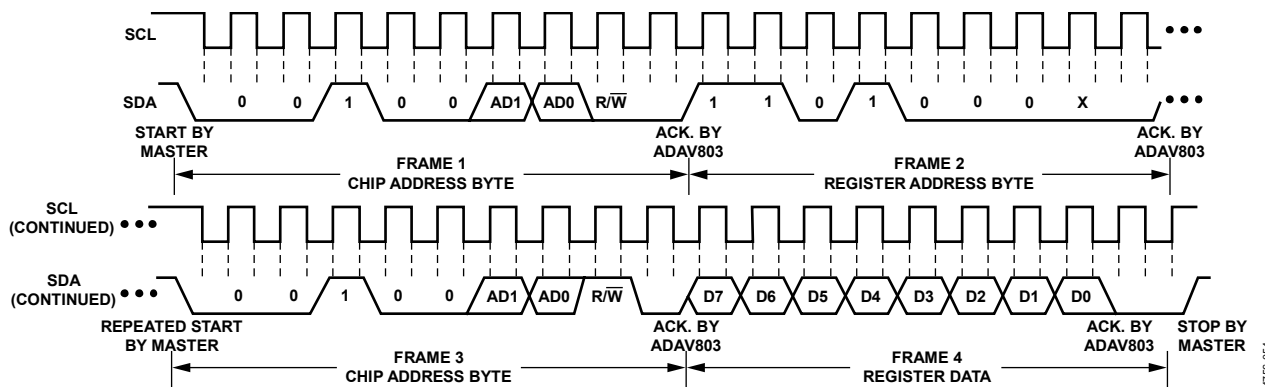 SCL
SDA 0 0 1 0 0 AD1 AD0 R/W̅ 1 1 0 1 0 0 0 X
START BY MASTER
ACK. BY ADAV803
ACK. BY ADAV803
FRAME 1
CHIP ADDRESS BYTE
FRAME 2
REGISTER ADDRESS BYTE
SCL
(CONTINUED)
SDA
(CONTINUED)
0 0 1 0 0 AD1 AD0 R/W̅ D7 D6 D5 D4 D3 D2 D1 D0
REPEATED START
BY MASTER
ACK. BY
ADAV803
ACK. BY
ADAV803
STOP BY
MASTER
FRAME 3
CHIP ADDRESS BYTE
FRAME 4
REGISTER DATA